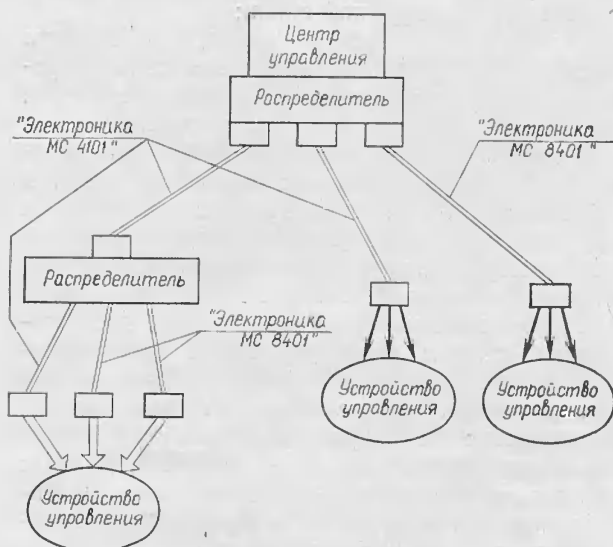 Центр
управления
Распределитель
"Электроника
МС 4101"
"Электроника
МС 8401"
Распределитель
"Электроника
МС 8401"
Устройство
управления
Устройство
управления
Устройство
управления